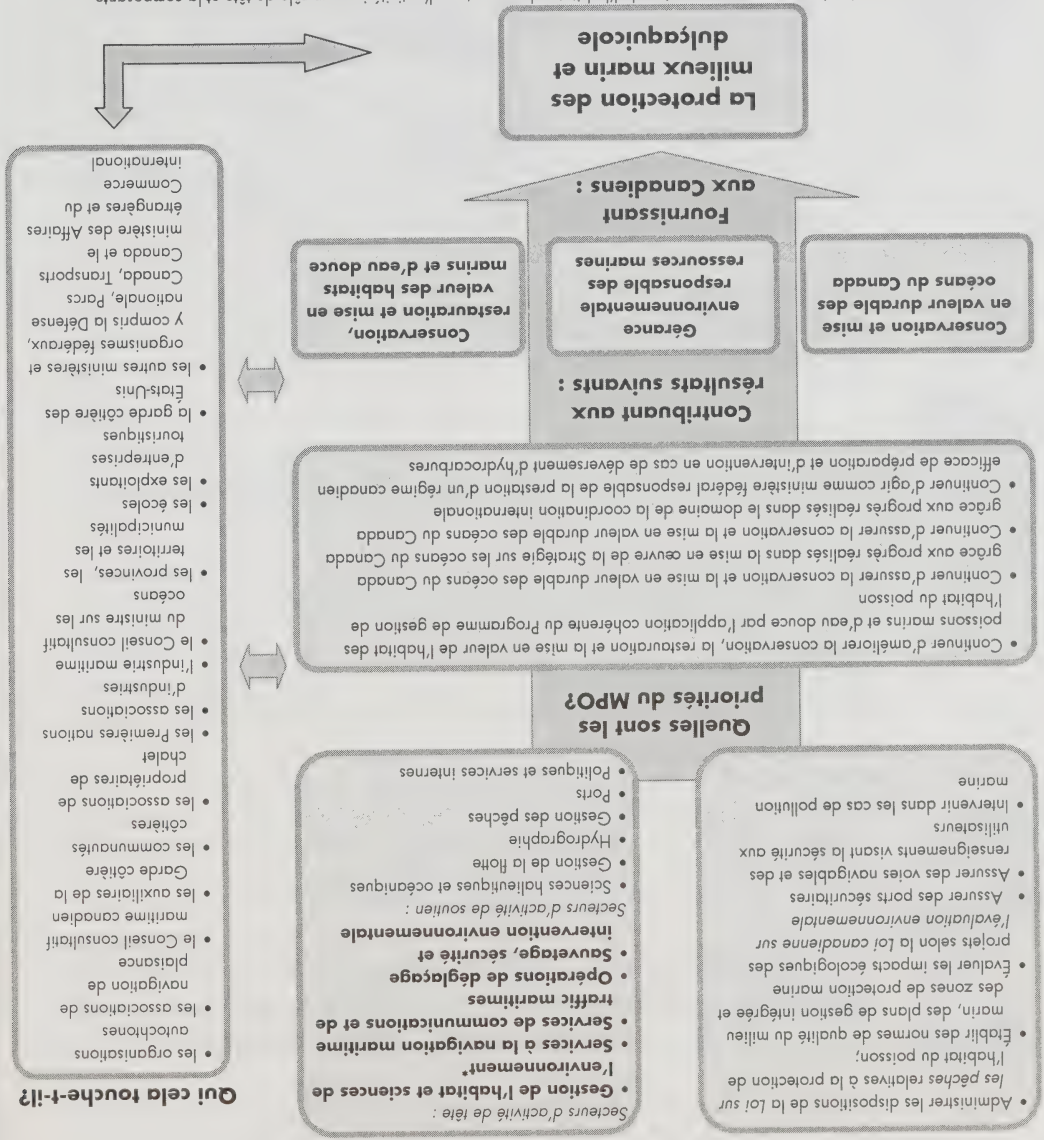 • Administrer les dispositions de la Loi sur
les pêches relatives à la protection de
l'habitat du poisson;
• Établir des normes de qualité du milieu
marin, des plans de gestion intégrée et
des zones de protection marine
• Évaluer les impacts écologiques des
projets selon la Loi canadienne sur
l'évaluation environnementale
• Assurer des ports sécuritaires
• Assurer des voies navigables et des
renseignements visant la sécurité aux
utilisateurs
• Intervenir dans les cas de pollution
marine
Secteurs d'activité de tête :
• Gestion de l'habitat et sciences de
l'environnement*
• Services à la navigation maritime
• Services de communications et de
traffic maritimes
• Opérations de déglaçage
• Sauvetage, sécurité et
intervention environnementale
Secteurs d'activité de soutien :
• Sciences halieutiques et océaniques
• Gestion de la flotte
• Hydrographie
• Gestion des pêches
• Ports
• Politiques et services internes
Quelles sont les
priorités du MPO?
• Continuer d'améliorer la conservation, la restauration et la mise en valeur de l'habitat des
poissons marins et d'eau douce par l'application cohérente du Programme de gestion de
l'habitat du poisson
• Continuer d'assurer la conservation et la mise en valeur durable des océans du Canada
grâce aux progrès réalisés dans la mise en œuvre de la Stratégie sur les océans du Canada
• Continuer d'assurer la conservation et la mise en valeur durable des océans du Canada
grâce aux progrès réalisés dans le domaine de la coordination internationale
• Continuer d'agir comme ministère fédéral responsable de la prestation d'un régime canadien
efficace de préparation et d'intervention en cas de déversement d'hydrocarbures
Contribuant aux
résultats suivants :
Conservation et mise
en valeur durable des
océans du Canada
Gérance
environnementale
responsable des
ressources marines
Conservation,
restauration et mise en
valeur des habitats
marins et d'eau douce
Fournissant
aux Canadiens :
La protection des
milieux marin et
dulçaquicole
Qui cela touche-t-il?
• les organisations
autochtones
• les associations de
navigation de
plaisance
• le Conseil consultatif
maritime canadien
• les auxiliaires de la
Garde côtière
• les communautés
côtières
• les associations de
propriétaires de
chalet
• Les Premières nations
• les associations
d'industries
• l'industrie maritime
• le Conseil consultatif
du ministre sur les
océans
• les provinces, les
territoires et les
municipalités
• les écoles
• les exploitants
d'entreprises
touristiques
• la garde côtière des
États-Unis
• les autres ministères et
organismes fédéraux,
y compris la Défense
nationale, Parcs
Canada, Transports
Canada et le
ministère des Affaires
étrangères et du
Commerce
international